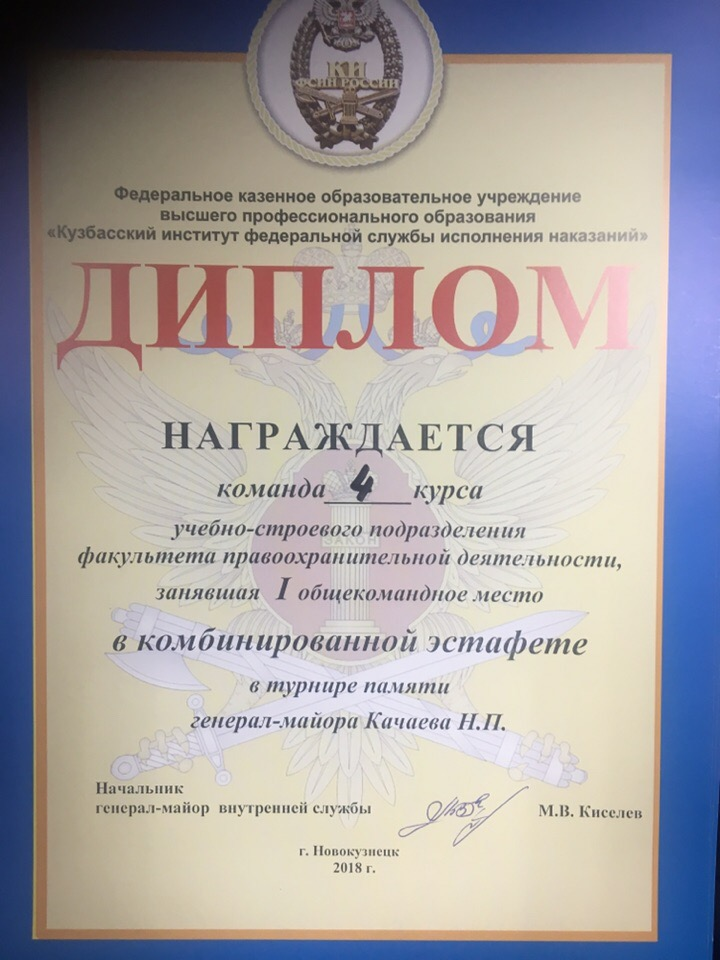 КИ
ФСИН РОССИИ
Федеральное казенное образовательное учреждение
высшего профессионального образования
«Кузбасский институт федеральной службы исполнения наказаний»
ДИПЛОМ
НАГРАЖДАЕТСЯ
команда 4 курса
учебно-строевого подразделения
ЗАКОН
факультета правоохранительной деятельности,
занявшая I общекомандное место
в комбинированной эстафете
в турнире памяти
генерал-майора Качаева Н.П.
Начальник
генерал-майор внутренней службы М.В. Киселев
г. Новокузнецк
2018 г.